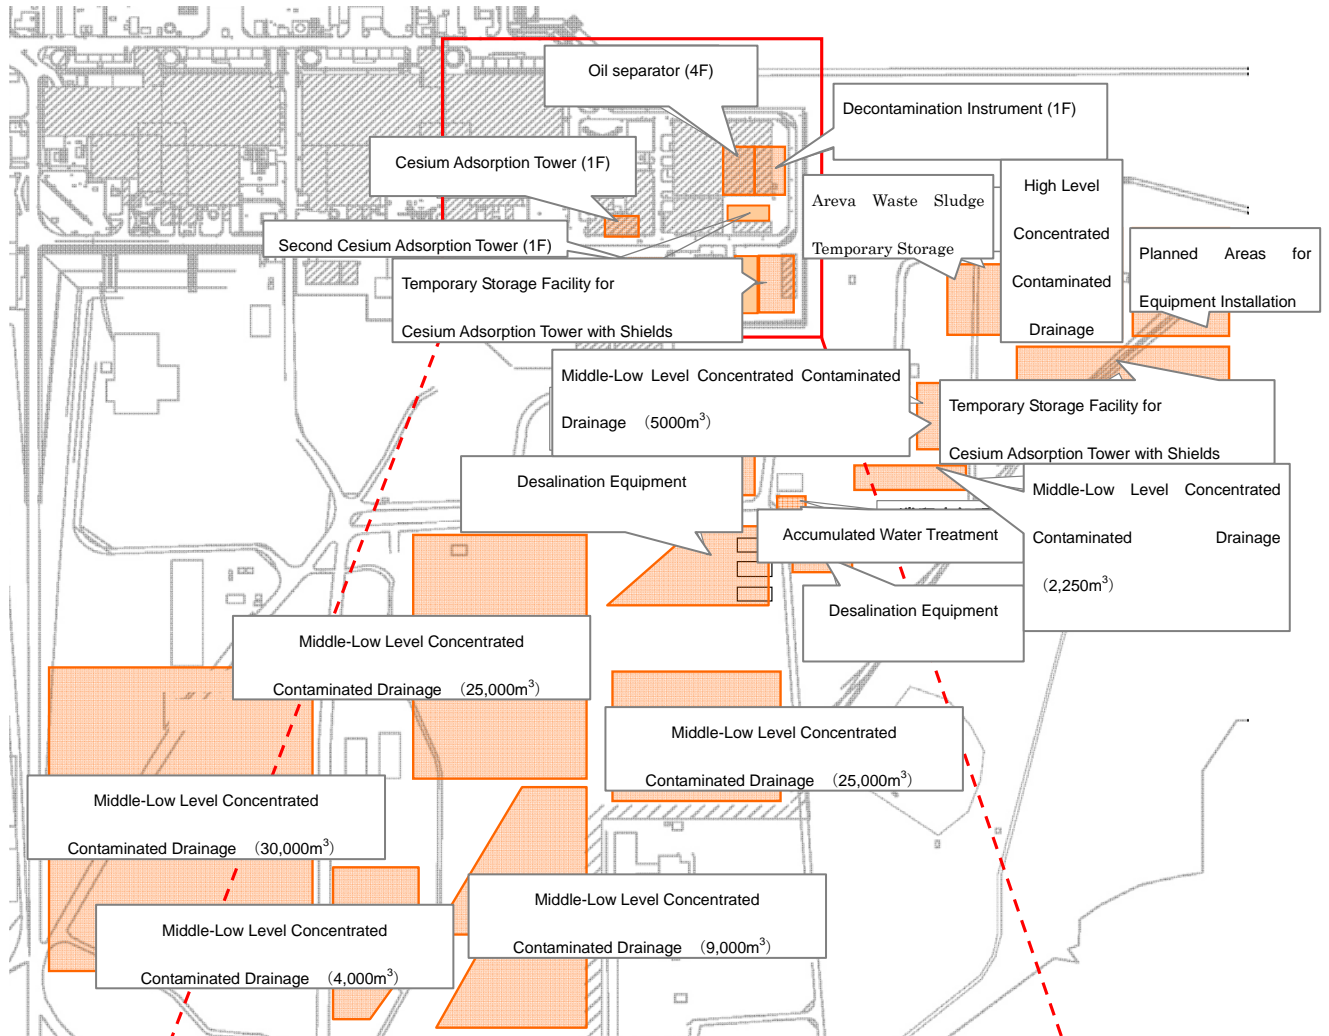 Oil separator (4F)
Decontamination Instrument (1F)
Cesium Adsorption Tower (1F)
Areva Waste Sludge
Temporary Storage
High Level
Concentrated
Contaminated
Drainage
Second Cesium Adsorption Tower (1F)
Planned Areas for
Equipment Installation
Temporary Storage Facility for
Cesium Adsorption Tower with Shields
Middle-Low Level Concentrated Contaminated
Drainage （5000m³）
Temporary Storage Facility for
Cesium Adsorption Tower with Shields
Desalination Equipment
Middle-Low Level Concentrated
Contaminated Drainage
（2,250m³）
Accumulated Water Treatment
Desalination Equipment
Middle-Low Level Concentrated
Contaminated Drainage （25,000m³）
Middle-Low Level Concentrated
Contaminated Drainage （25,000m³）
Middle-Low Level Concentrated
Contaminated Drainage （30,000m³）
Middle-Low Level Concentrated
Contaminated Drainage （9,000m³）
Middle-Low Level Concentrated
Contaminated Drainage （4,000m³）